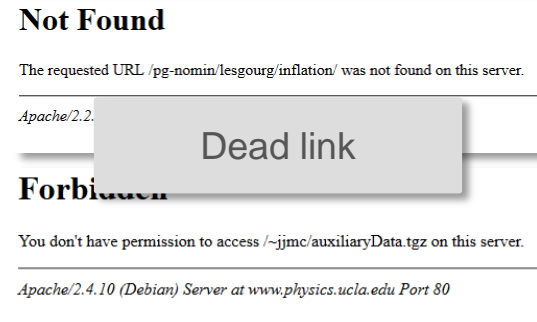 Not Found
The requested URL /pg-nomin/lesgourg/inflation/ was not found on this server.
Apache/2.2.
Dead link
Forbidden
You don't have permission to access /~jjmc/auxiliaryData.tgz on this server.
Apache/2.4.10 (Debian) Server at www.physics.ucla.edu Port 80